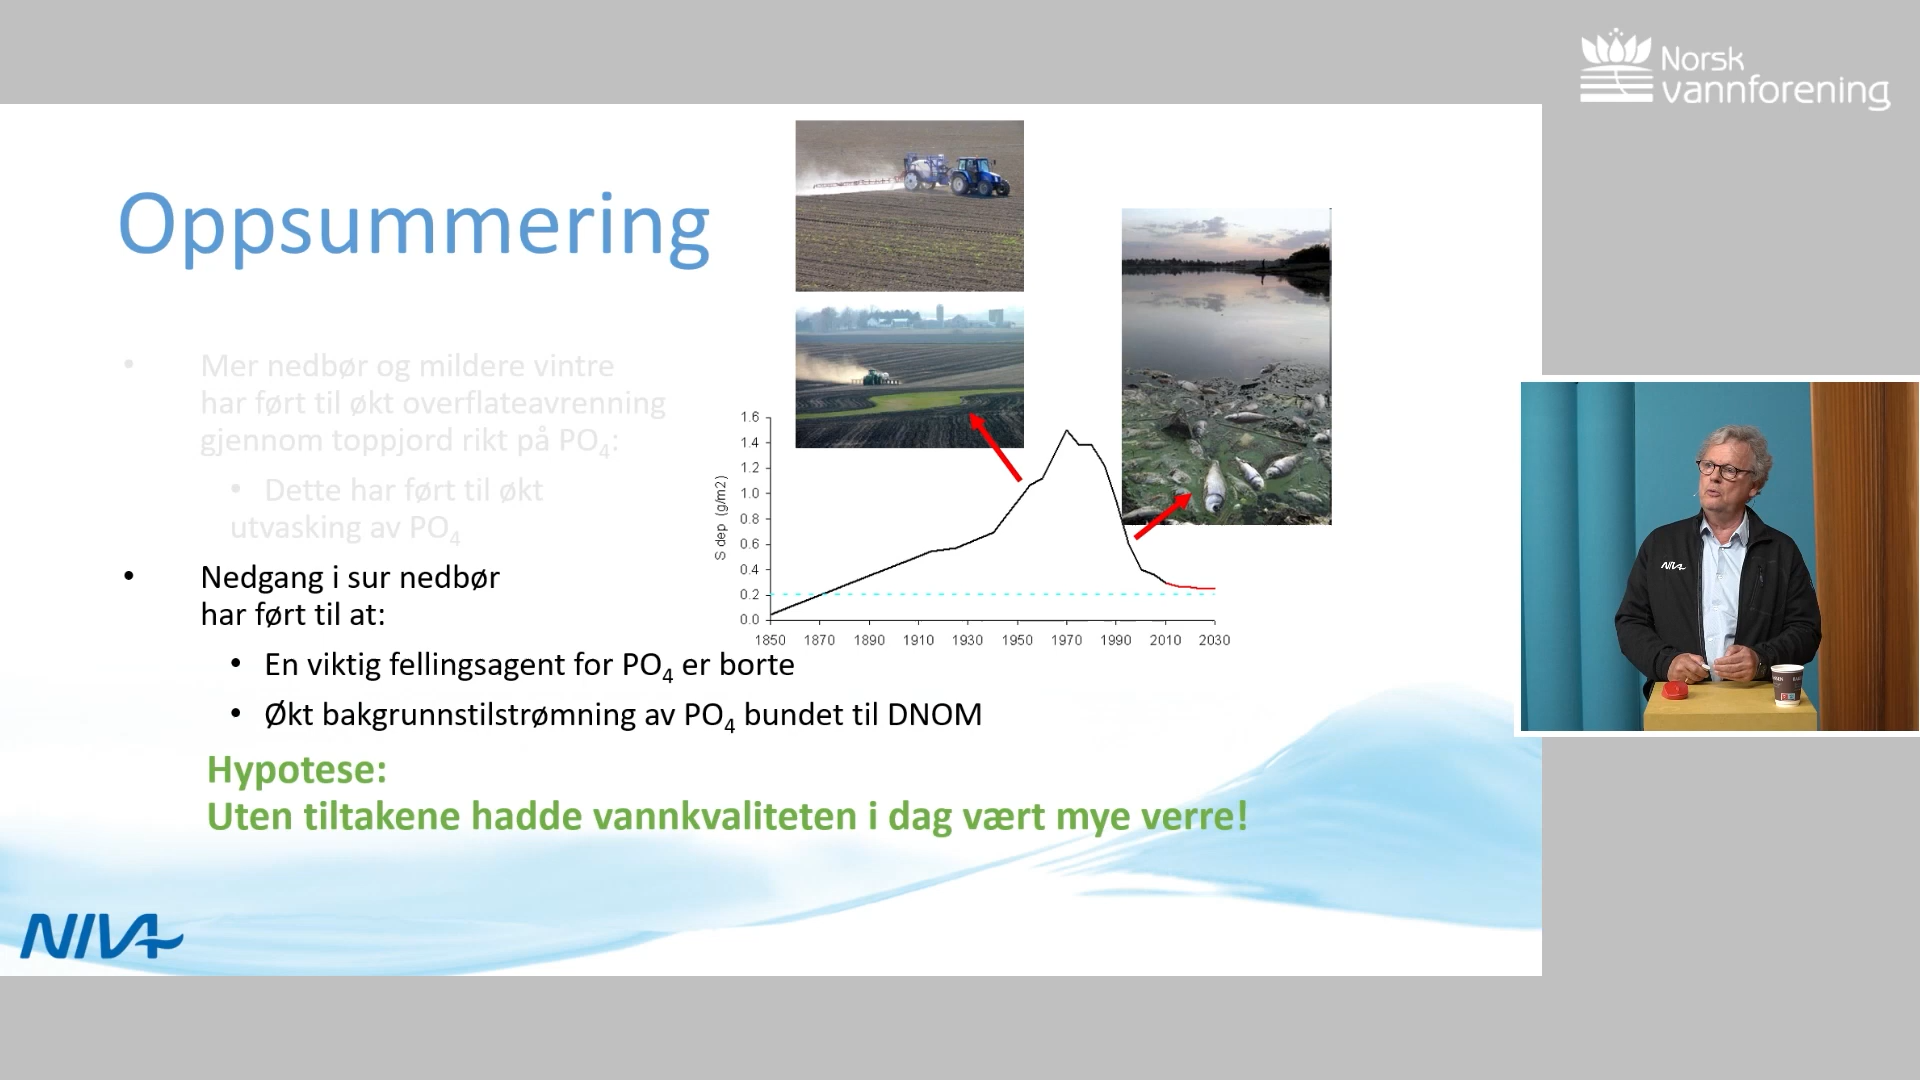 Norsk
vannforening
Oppsummering
Mer nedbør og mildere vintre
har ført til økt overflateavrenning
gjennom toppjord rikt på PO4:
Dette har ført til økt
utvasking av PO4
Nedgang i sur nedbør
har ført til at:
En viktig fellingsagent for PO4 er borte
Økt bakgrunnstilstrømning av PO4 bundet til DNOM
Hypotese:
Uten tiltakene hadde vannkvaliteten i dag vært mye verre!
S dep (g/m2)
1.6
1.4
1.2
1.0
0.8
0.6
0.4
0.2
0.0
1850 1870 1890 1910 1930 1950 1970 1990 2010 2030
NIVA
NIVA